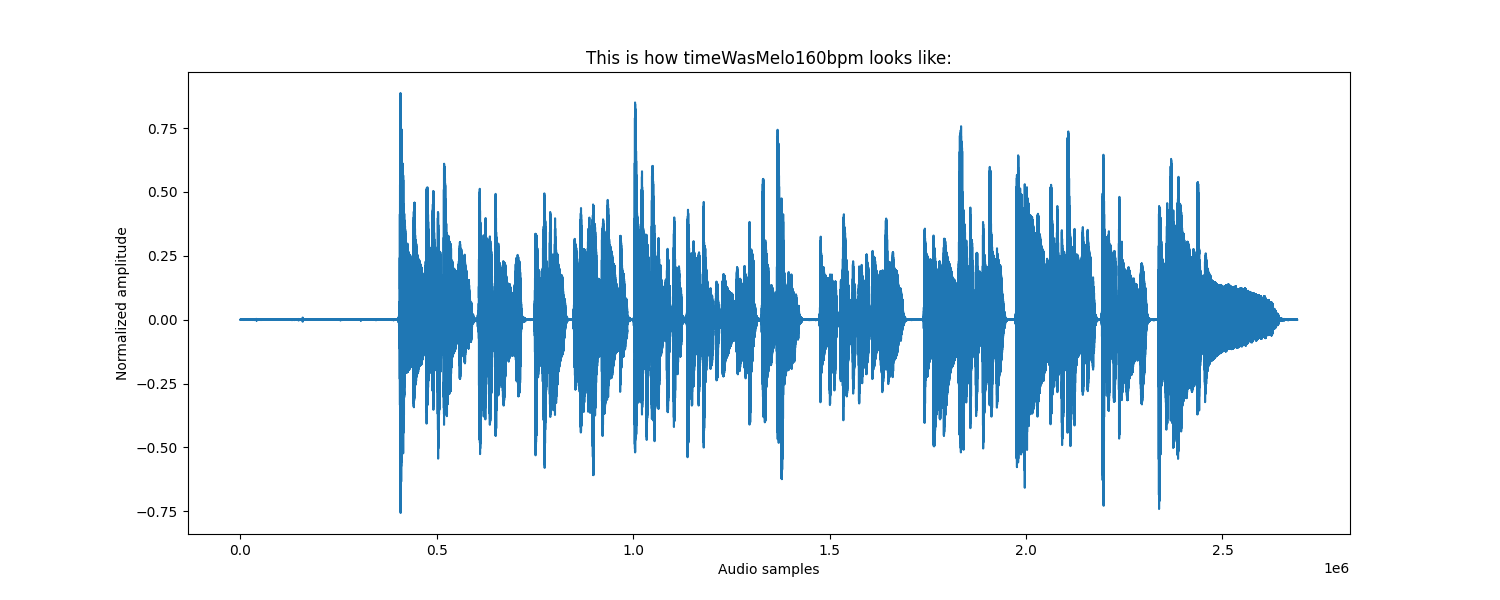 This is how timeWasMelo160bpm looks like:
Normalized amplitude
0.75
0.50
0.25
0.00
−0.25
−0.50
−0.75
0.0 0.5 1.0 1.5 2.0 2.5
1e6
Audio samples